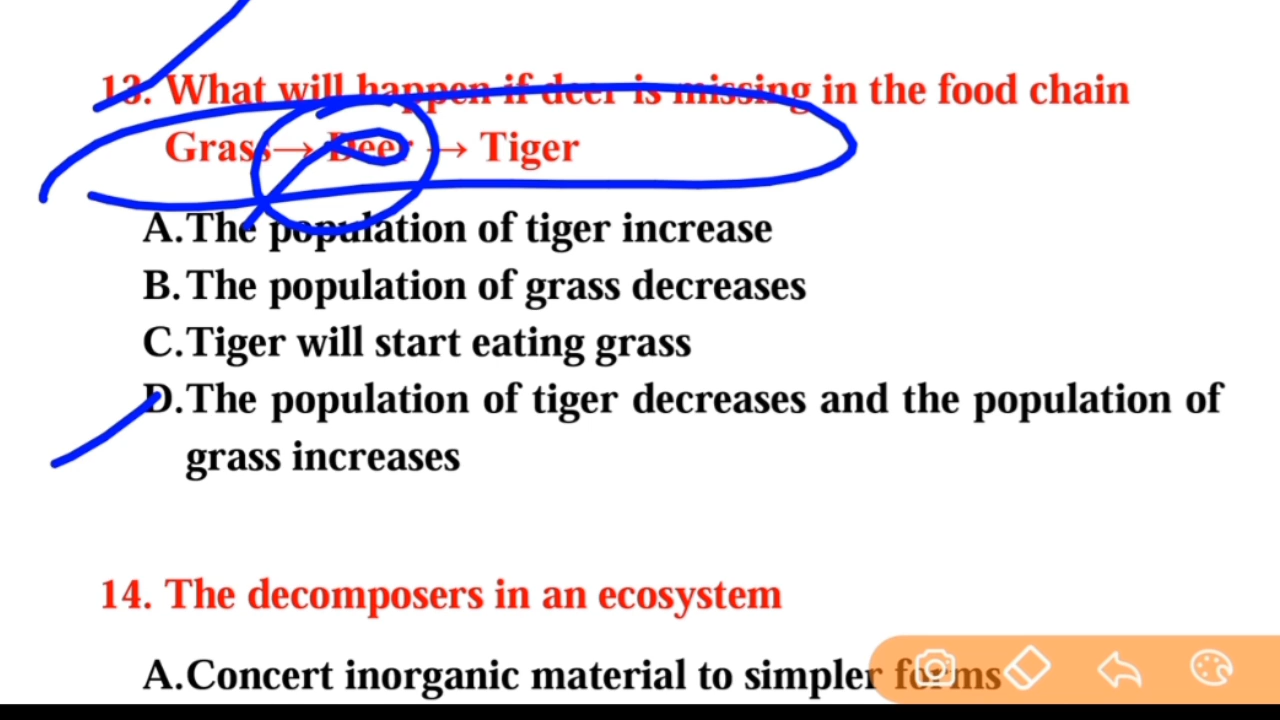 13. What will happen if deer is missing in the food chain
Grass→ Deer → Tiger
A.The population of tiger increase
B.The population of grass decreases
C.Tiger will start eating grass
D.The population of tiger decreases and the population of
grass increases
14. The decomposers in an ecosystem
A.Concert inorganic material to simpler forms